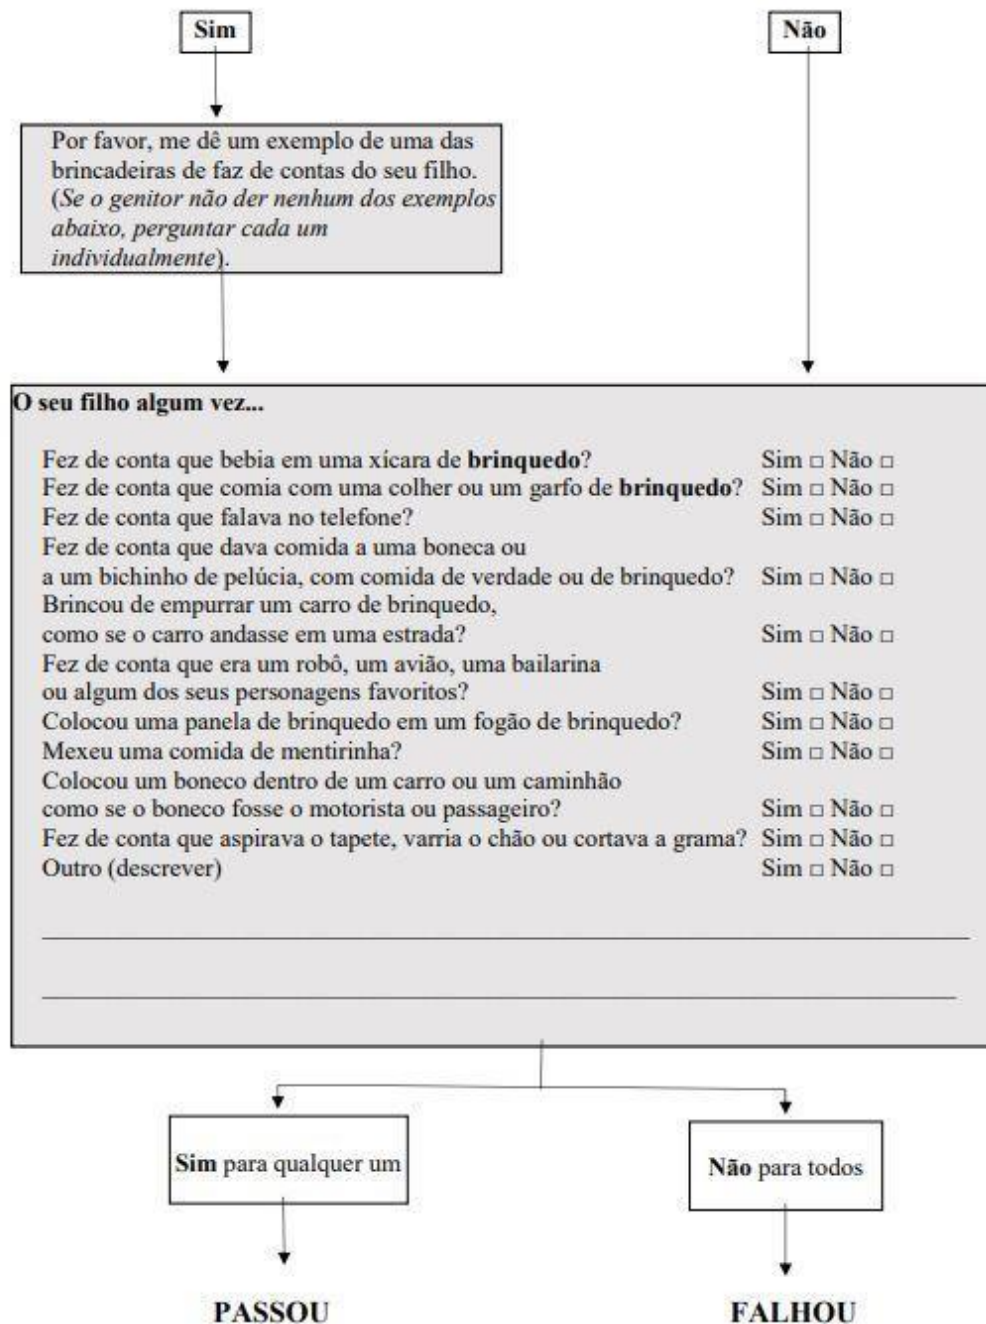 Sim
Não
Por favor, me dê um exemplo de uma das
brincadeiras de faz de contas do seu filho.
(Se o genitor não der nenhum dos exemplos
abaixo, perguntar cada um
individualmente).
O seu filho algum vez...
Fez de conta que bebia em uma xícara de brinquedo? Sim □ Não □
Fez de conta que comia com uma colher ou um garfo de brinquedo? Sim □ Não □
Fez de conta que falava no telefone? Sim □ Não □
Fez de conta que dava comida a uma boneca ou
a um bichinho de pelúcia, com comida de verdade ou de brinquedo? Sim □ Não □
Brincou de empurrar um carro de brinquedo,
como se o carro andasse em uma estrada? Sim □ Não □
Fez de conta que era um robô, um avião, uma bailarina
ou algum dos seus personagens favoritos? Sim □ Não □
Colocou uma panela de brinquedo em um fogão de brinquedo? Sim □ Não □
Mexeu uma comida de mentirinha? Sim □ Não □
Colocou um boneco dentro de um carro ou um caminhão
como se o boneco fosse o motorista ou passageiro? Sim □ Não □
Fez de conta que aspirava o tapete, varria o chão ou cortava a grama? Sim □ Não □
Outro (descrever) Sim □ Não □
Sim para qualquer um
Não para todos
PASSOU
FALHOU